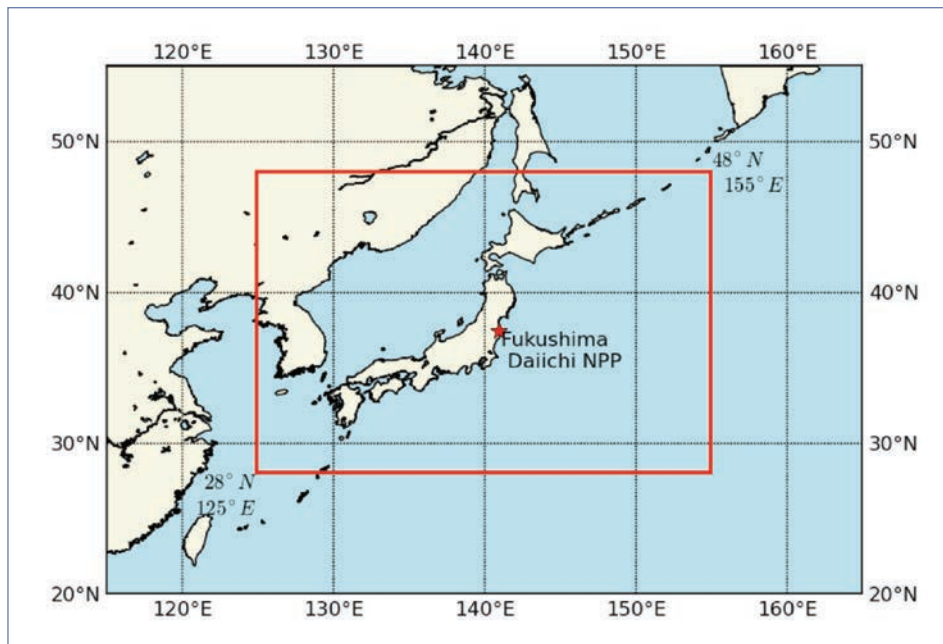 120°E 130°E 140°E 150°E 160°E
50°N 50°N
48° N
155° E
40°N 40°N
Fukushima
Daiichi NPP
30°N 30°N
28° N
125° E
20°N 20°N
120°E 130°E 140°E 150°E 160°E